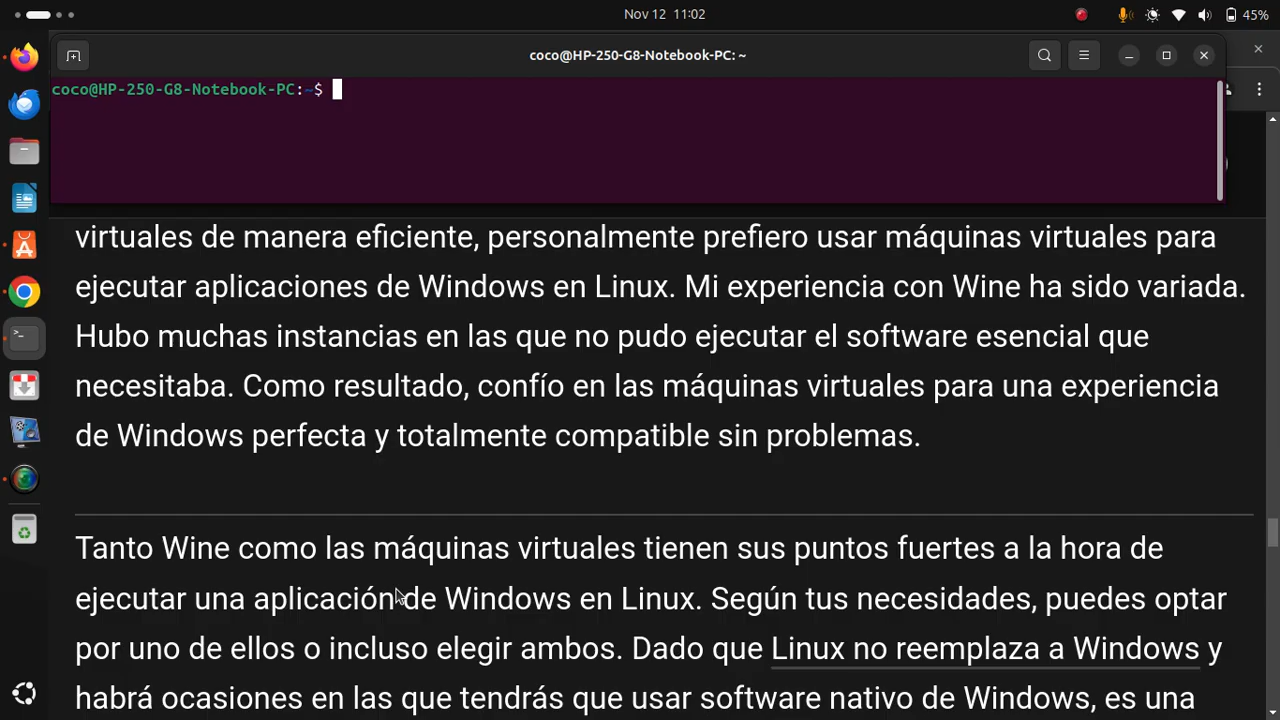 Nov 12 11:02
45%
coco@HP-250-G8-Notebook-PC: ~
coco@HP-250-G8-Notebook-PC:~$
virtuales de manera eficiente, personalmente prefiero usar máquinas virtuales para
ejecutar aplicaciones de Windows en Linux. Mi experiencia con Wine ha sido variada.
Hubo muchas instancias en las que no pudo ejecutar el software esencial que
necesitaba. Como resultado, confío en las máquinas virtuales para una experiencia
de Windows perfecta y totalmente compatible sin problemas.
Tanto Wine como las máquinas virtuales tienen sus puntos fuertes a la hora de
ejecutar una aplicación de Windows en Linux. Según tus necesidades, puedes optar
por uno de ellos o incluso elegir ambos. Dado que Linux no reemplaza a Windows y
habrá ocasiones en las que tendrás que usar software nativo de Windows, es una